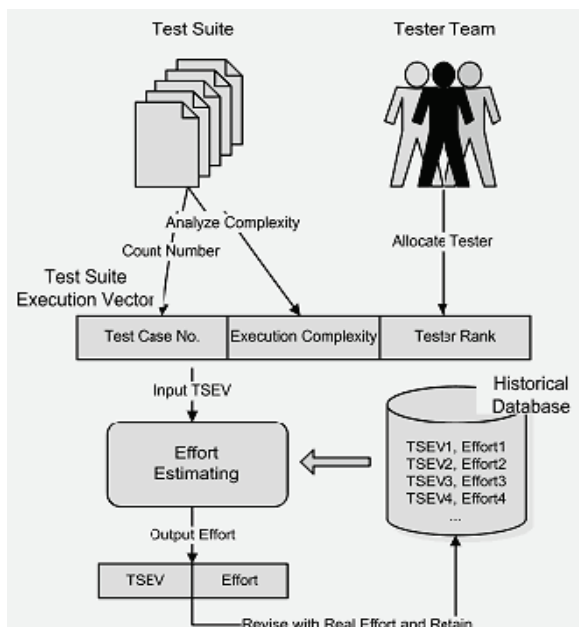 Test Suite
Tester Team
Analyze Complexity
Count Number
Allocate Tester
Test Suite
Execution Vector
Test Case No.
Execution Complexity
Tester Rank
Input TSEV
Historical
Database
Effort
Estimating
TSEV1, Effort1
TSEV2, Effort2
TSEV3, Effort3
TSEV4, Effort4
...
Output Effort
TSEV
Effort
Revise with Real Effort and Retain